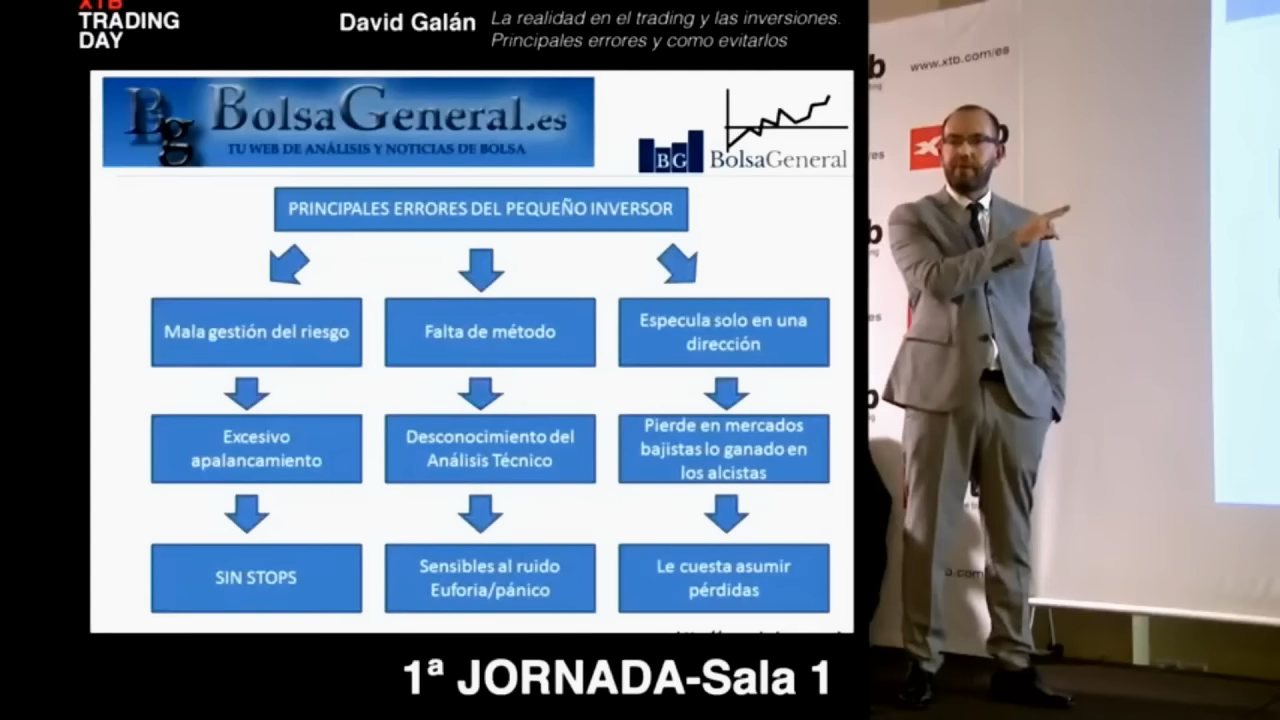 XTB
TRADING
DAY
David Galán
La realidad en el trading y las inversiones.
Principales errores y como evitarlos
Bg BolsaGeneral.es
TU WEB DE ANÁLISIS Y NOTICIAS DE BOLSA
BG BolsaGeneral
PRINCIPALES ERRORES DEL PEQUEÑO INVERSOR
Mala gestión del riesgo
Falta de método
Especula solo en una
dirección
Excesivo
apalancamiento
Desconocimiento del
Análisis Técnico
Pierde en mercados
bajistas lo ganado en
los alcistas
SIN STOPS
Sensibles al ruido
Euforia/pánico
Le cuesta asumir
pérdidas
1ª JORNADA-Sala 1
b
www.xtb.com/es
b
b
b.com